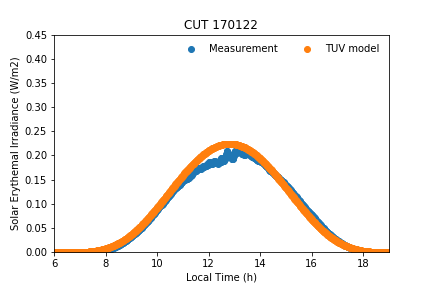 CUT 170122
Measurement
TUV model
Solar Erythemal Irradiance (W/m2)
0.45
0.40
0.35
0.30
0.25
0.20
0.15
0.10
0.05
0.00
6 8 10 12 14 16 18
Local Time (h)